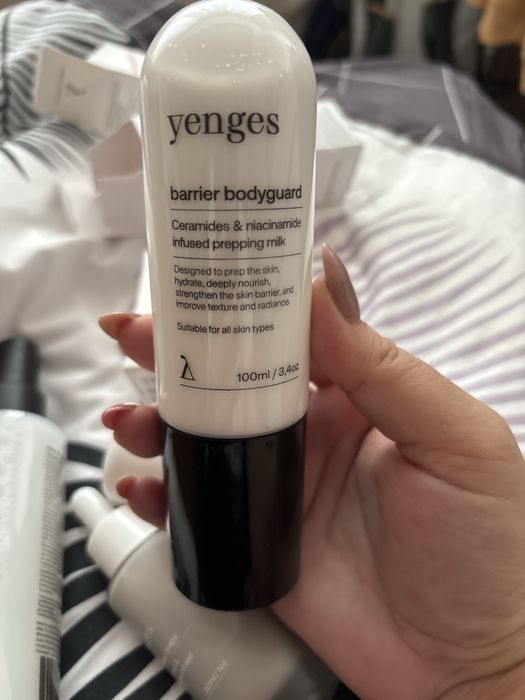 yenges
barrier bodyguard
Ceramides & niacinamide
infused prepping milk
Designed to prep the skin,
hydrate, deeply nourish,
strengthen the skin barrier, and
improve texture and radiance.
Suitable for all skin types
100ml / 3,4oz